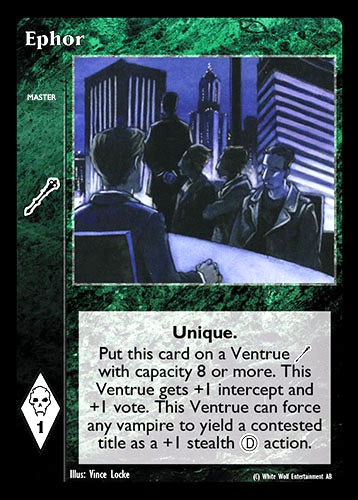 Ephor
MASTER
Unique.
Put this card on a Ventrue
with capacity 8 or more. This
Ventrue gets +1 intercept and
+1 vote. This Ventrue can force
any vampire to yield a contested
title as a +1 stealth Ⓓ action.
1
Illus: Vince Locke
(C) White Wolf Entertainment AB